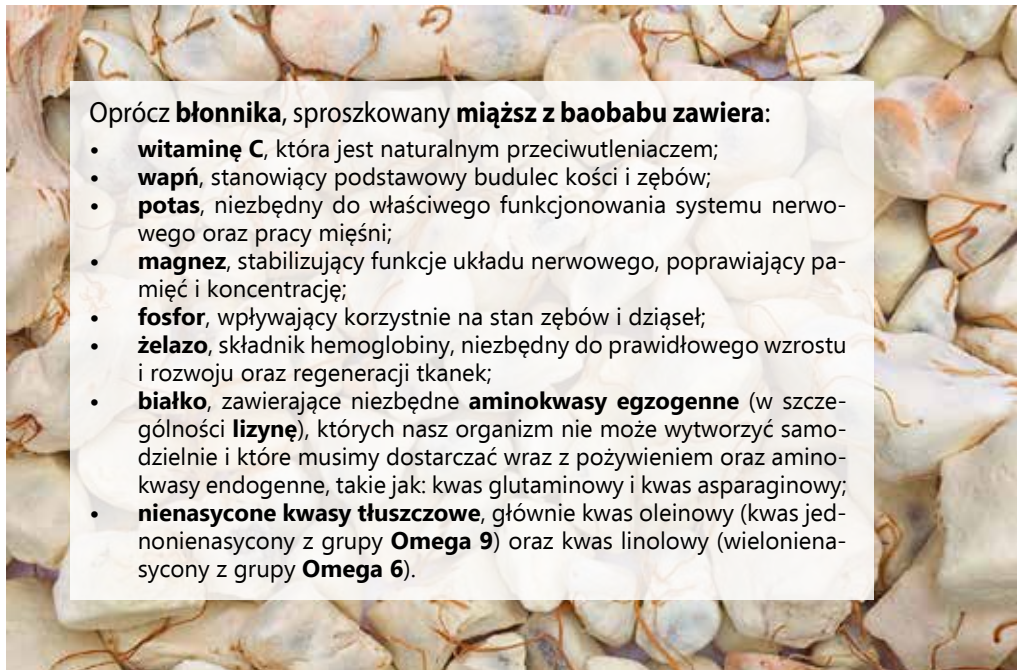 Oprócz błonnika, sproszkowany miąższ z baobabu zawiera:
• witaminę C, która jest naturalnym przeciwutleniaczem;
• wapń, stanowiący podstawowy budulec kości i zębów;
• potas, niezbędny do właściwego funkcjonowania systemu nerwo-
wego oraz pracy mięśni;
• magnez, stabilizujący funkcje układu nerwowego, poprawiający pa-
mięć i koncentrację;
• fosfor, wpływający korzystnie na stan zębów i dziąseł;
• żelazo, składnik hemoglobiny, niezbędny do prawidłowego wzrostu
i rozwoju oraz regeneracji tkanek;
• białko, zawierające niezbędne aminokwasy egzogenne (w szcze-
gólności lizynę), których nasz organizm nie może wytworzyć samo-
dzielnie i które musimy dostarczać wraz z pożywieniem oraz amino-
kwasy endogenne, takie jak: kwas glutaminowy i kwas asparaginowy;
• nienasycone kwasy tłuszczowe, głównie kwas oleinowy (kwas jed-
nonienasycony z grupy Omega 9) oraz kwas linolowy (wieloniena-
sycony z grupy Omega 6).